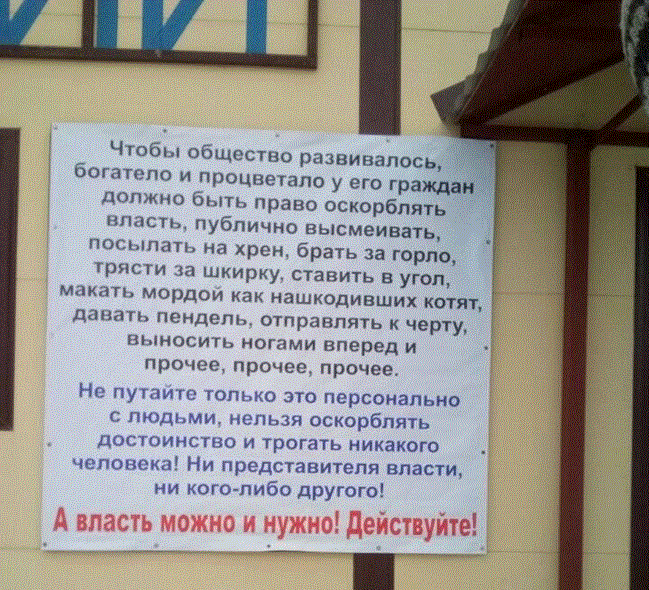 Чтобы общество развивалось,
богатело и процветало у его граждан
должно быть право оскорблять
власть, публично высмеивать,
посылать на хрен, брать за горло,
трясти за шкирку, ставить в угол,
макать мордой как нашкодивших котят,
давать пендель, отправлять к черту,
выносить ногами вперед и
прочее, прочее, прочее.
Не путайте только это персонально
с людьми, нельзя оскорблять
достоинство и трогать никакого
человека! Ни представителя власти,
ни кого-либо другого!
А власть можно и нужно! Действуйте!